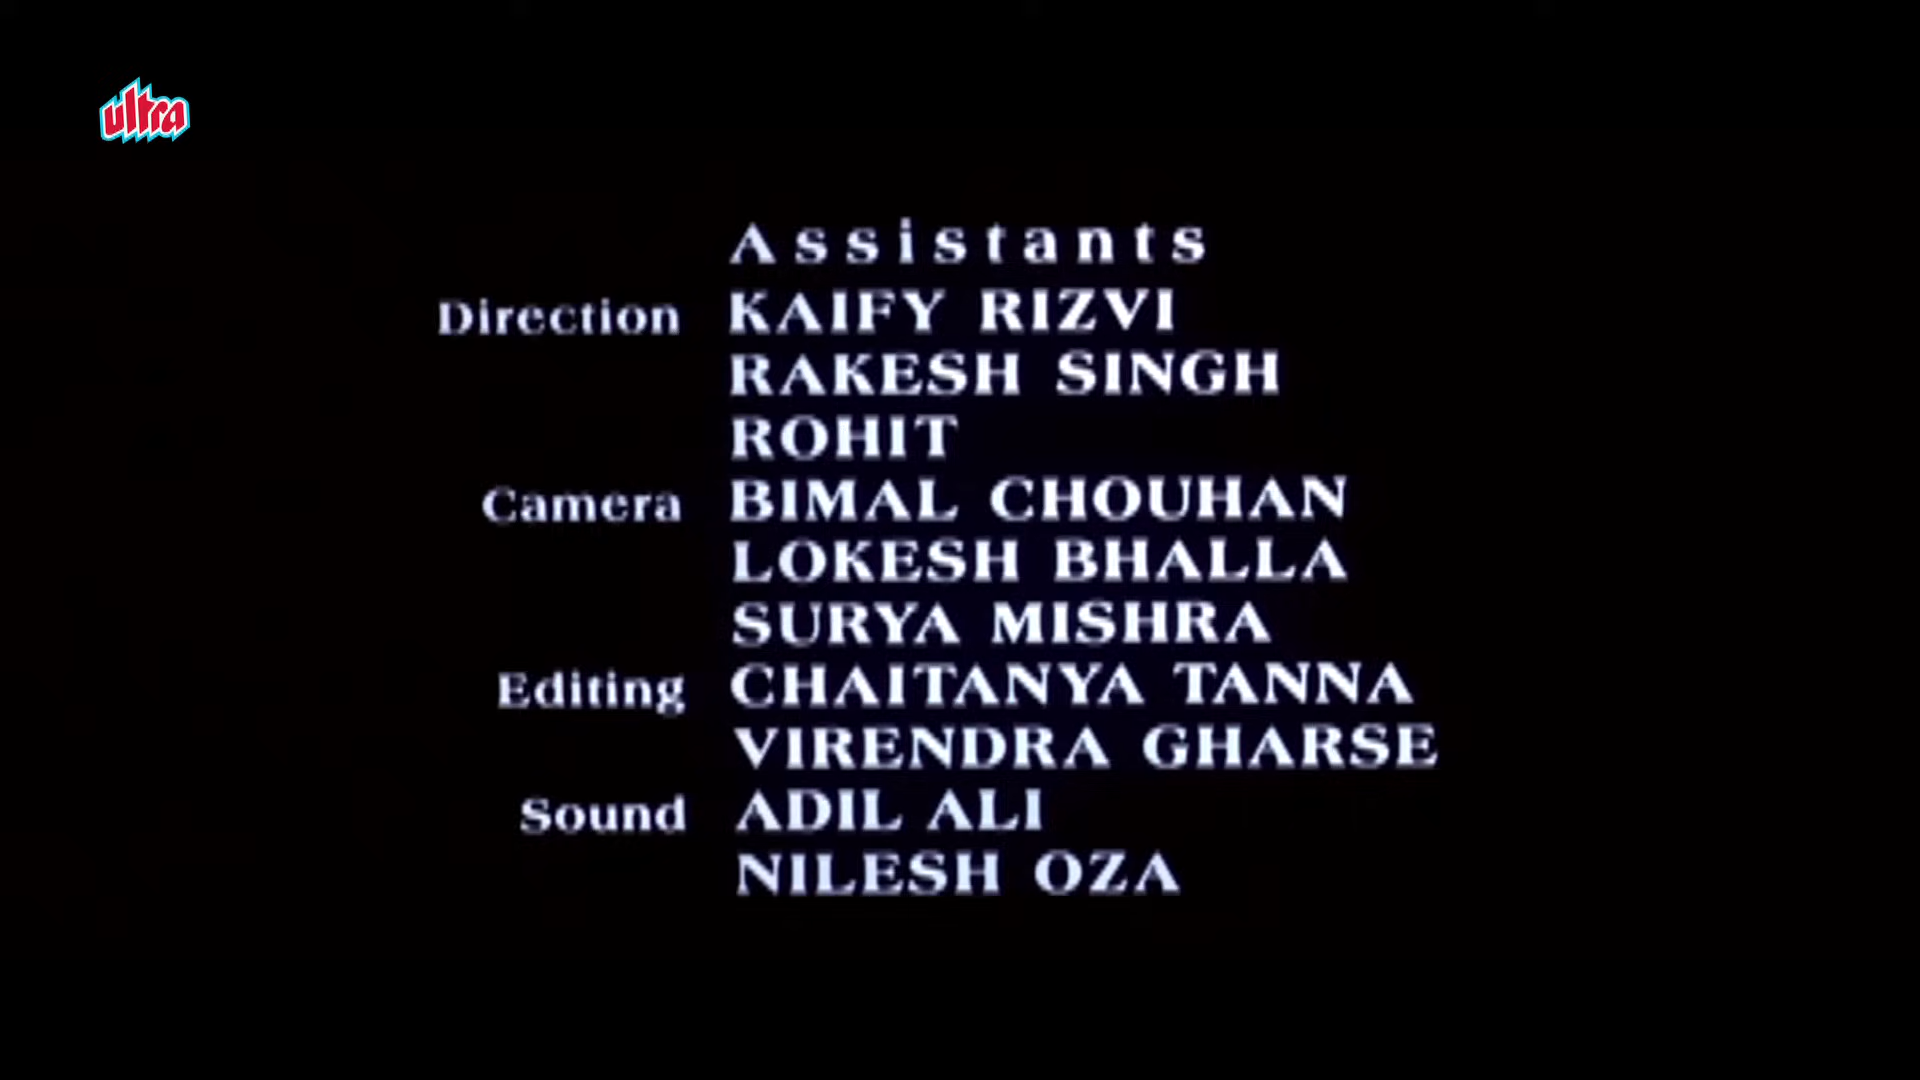 ultra
Assistants
Direction KAIFY RIZVI
RAKESH SINGH
ROHIT
Camera BIMAL CHOUHAN
LOKESH BHALLA
SURYA MISHRA
Editing CHAITANYA TANNA
VIRENDRA GHARSE
Sound ADIL ALI
NILESH OZA